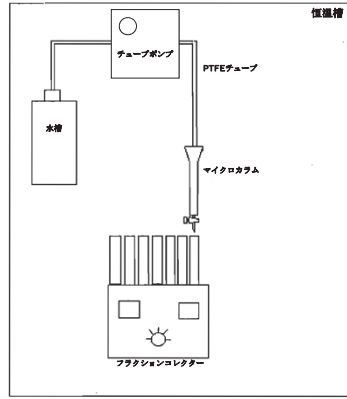 恒温槽
チューブポンプ
PTFEチューブ
水槽
マイクロカラム
フラクションコレクター